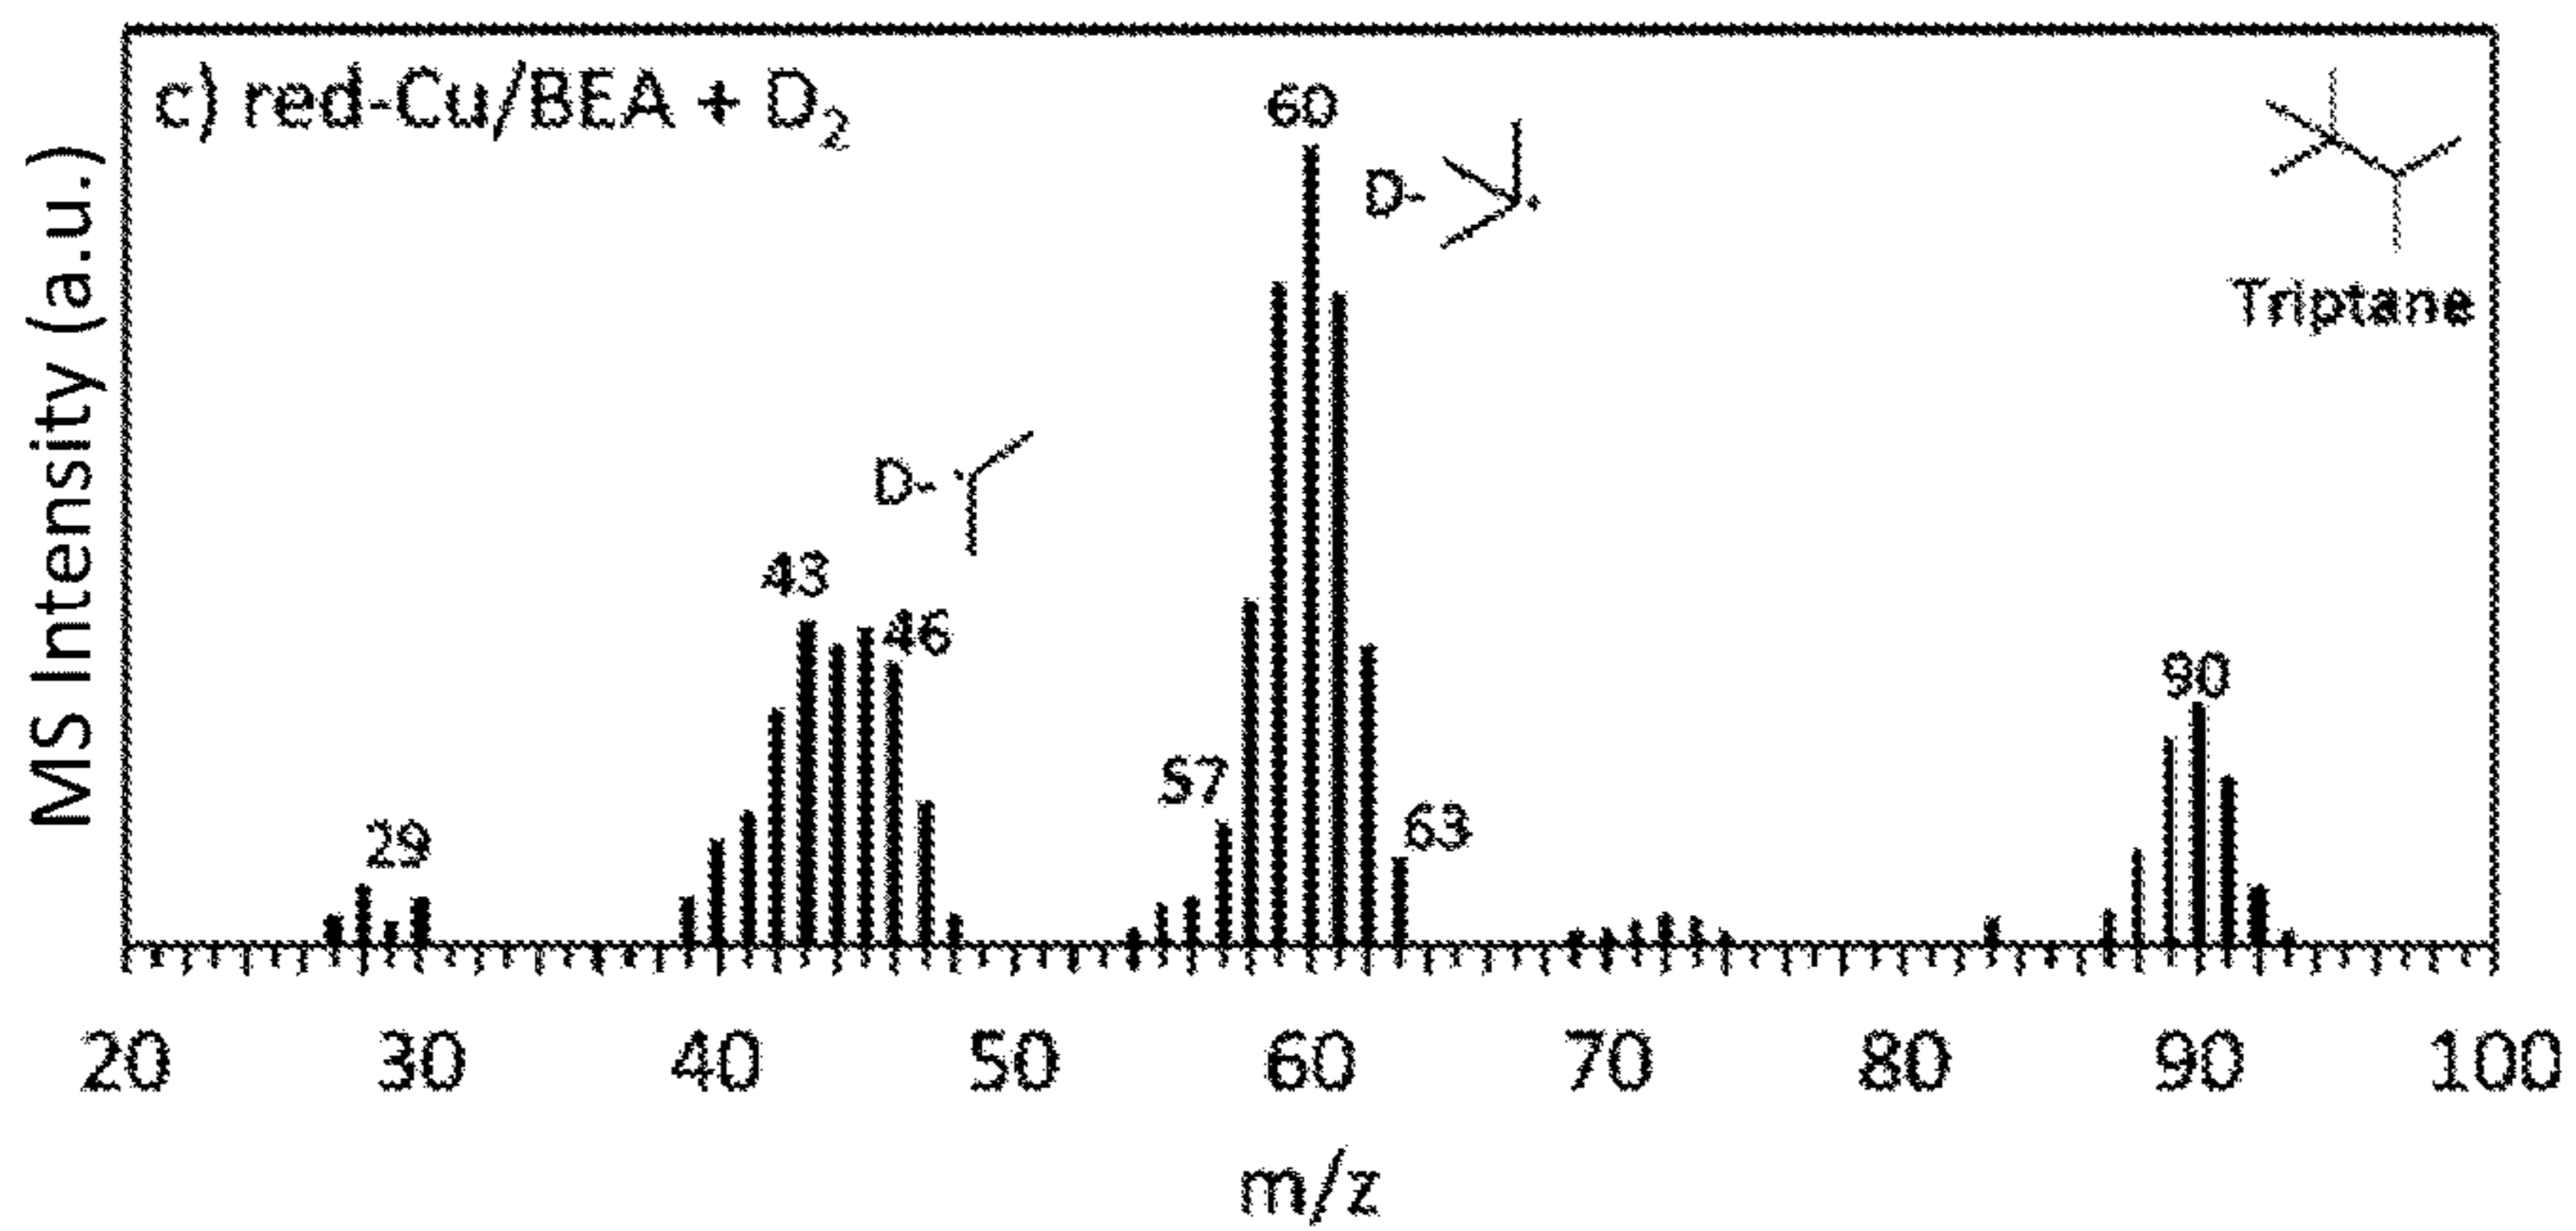 c) red-Cu/BEA + D₂
60
D-
Triptane
D-
43
46
90
57
63
29
MS Intensity (a.u.)
20 30 40 50 60 70 80 90 100
m/z